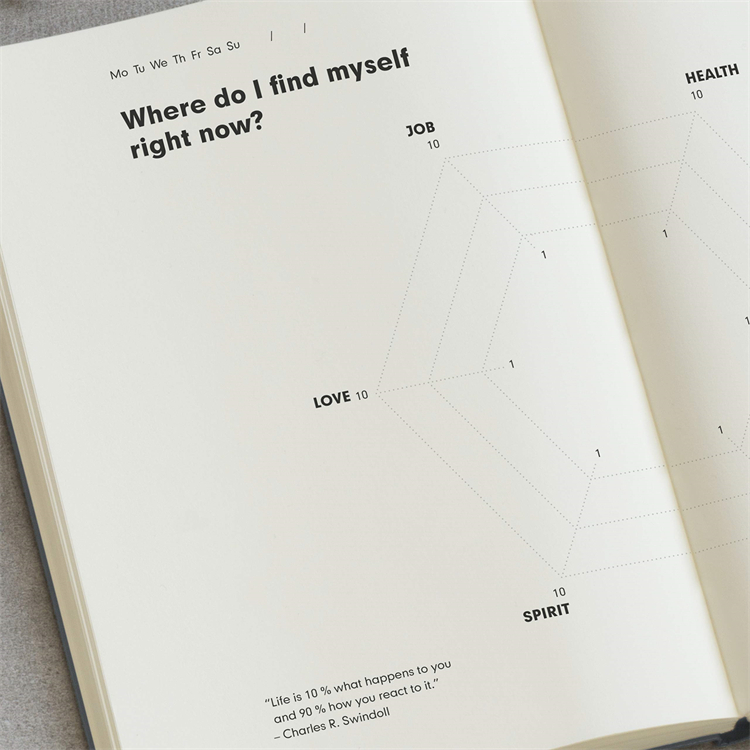 Mo Tu We Th Fr Sa Su / /
Where do I find myself
right now?
HEALTH
10
JOB
10
1
1
1
LOVE 10
1
1
1
10
SPIRIT
“Life is 10 % what happens to you
and 90 % how you react to it.”
– Charles R. Swindoll